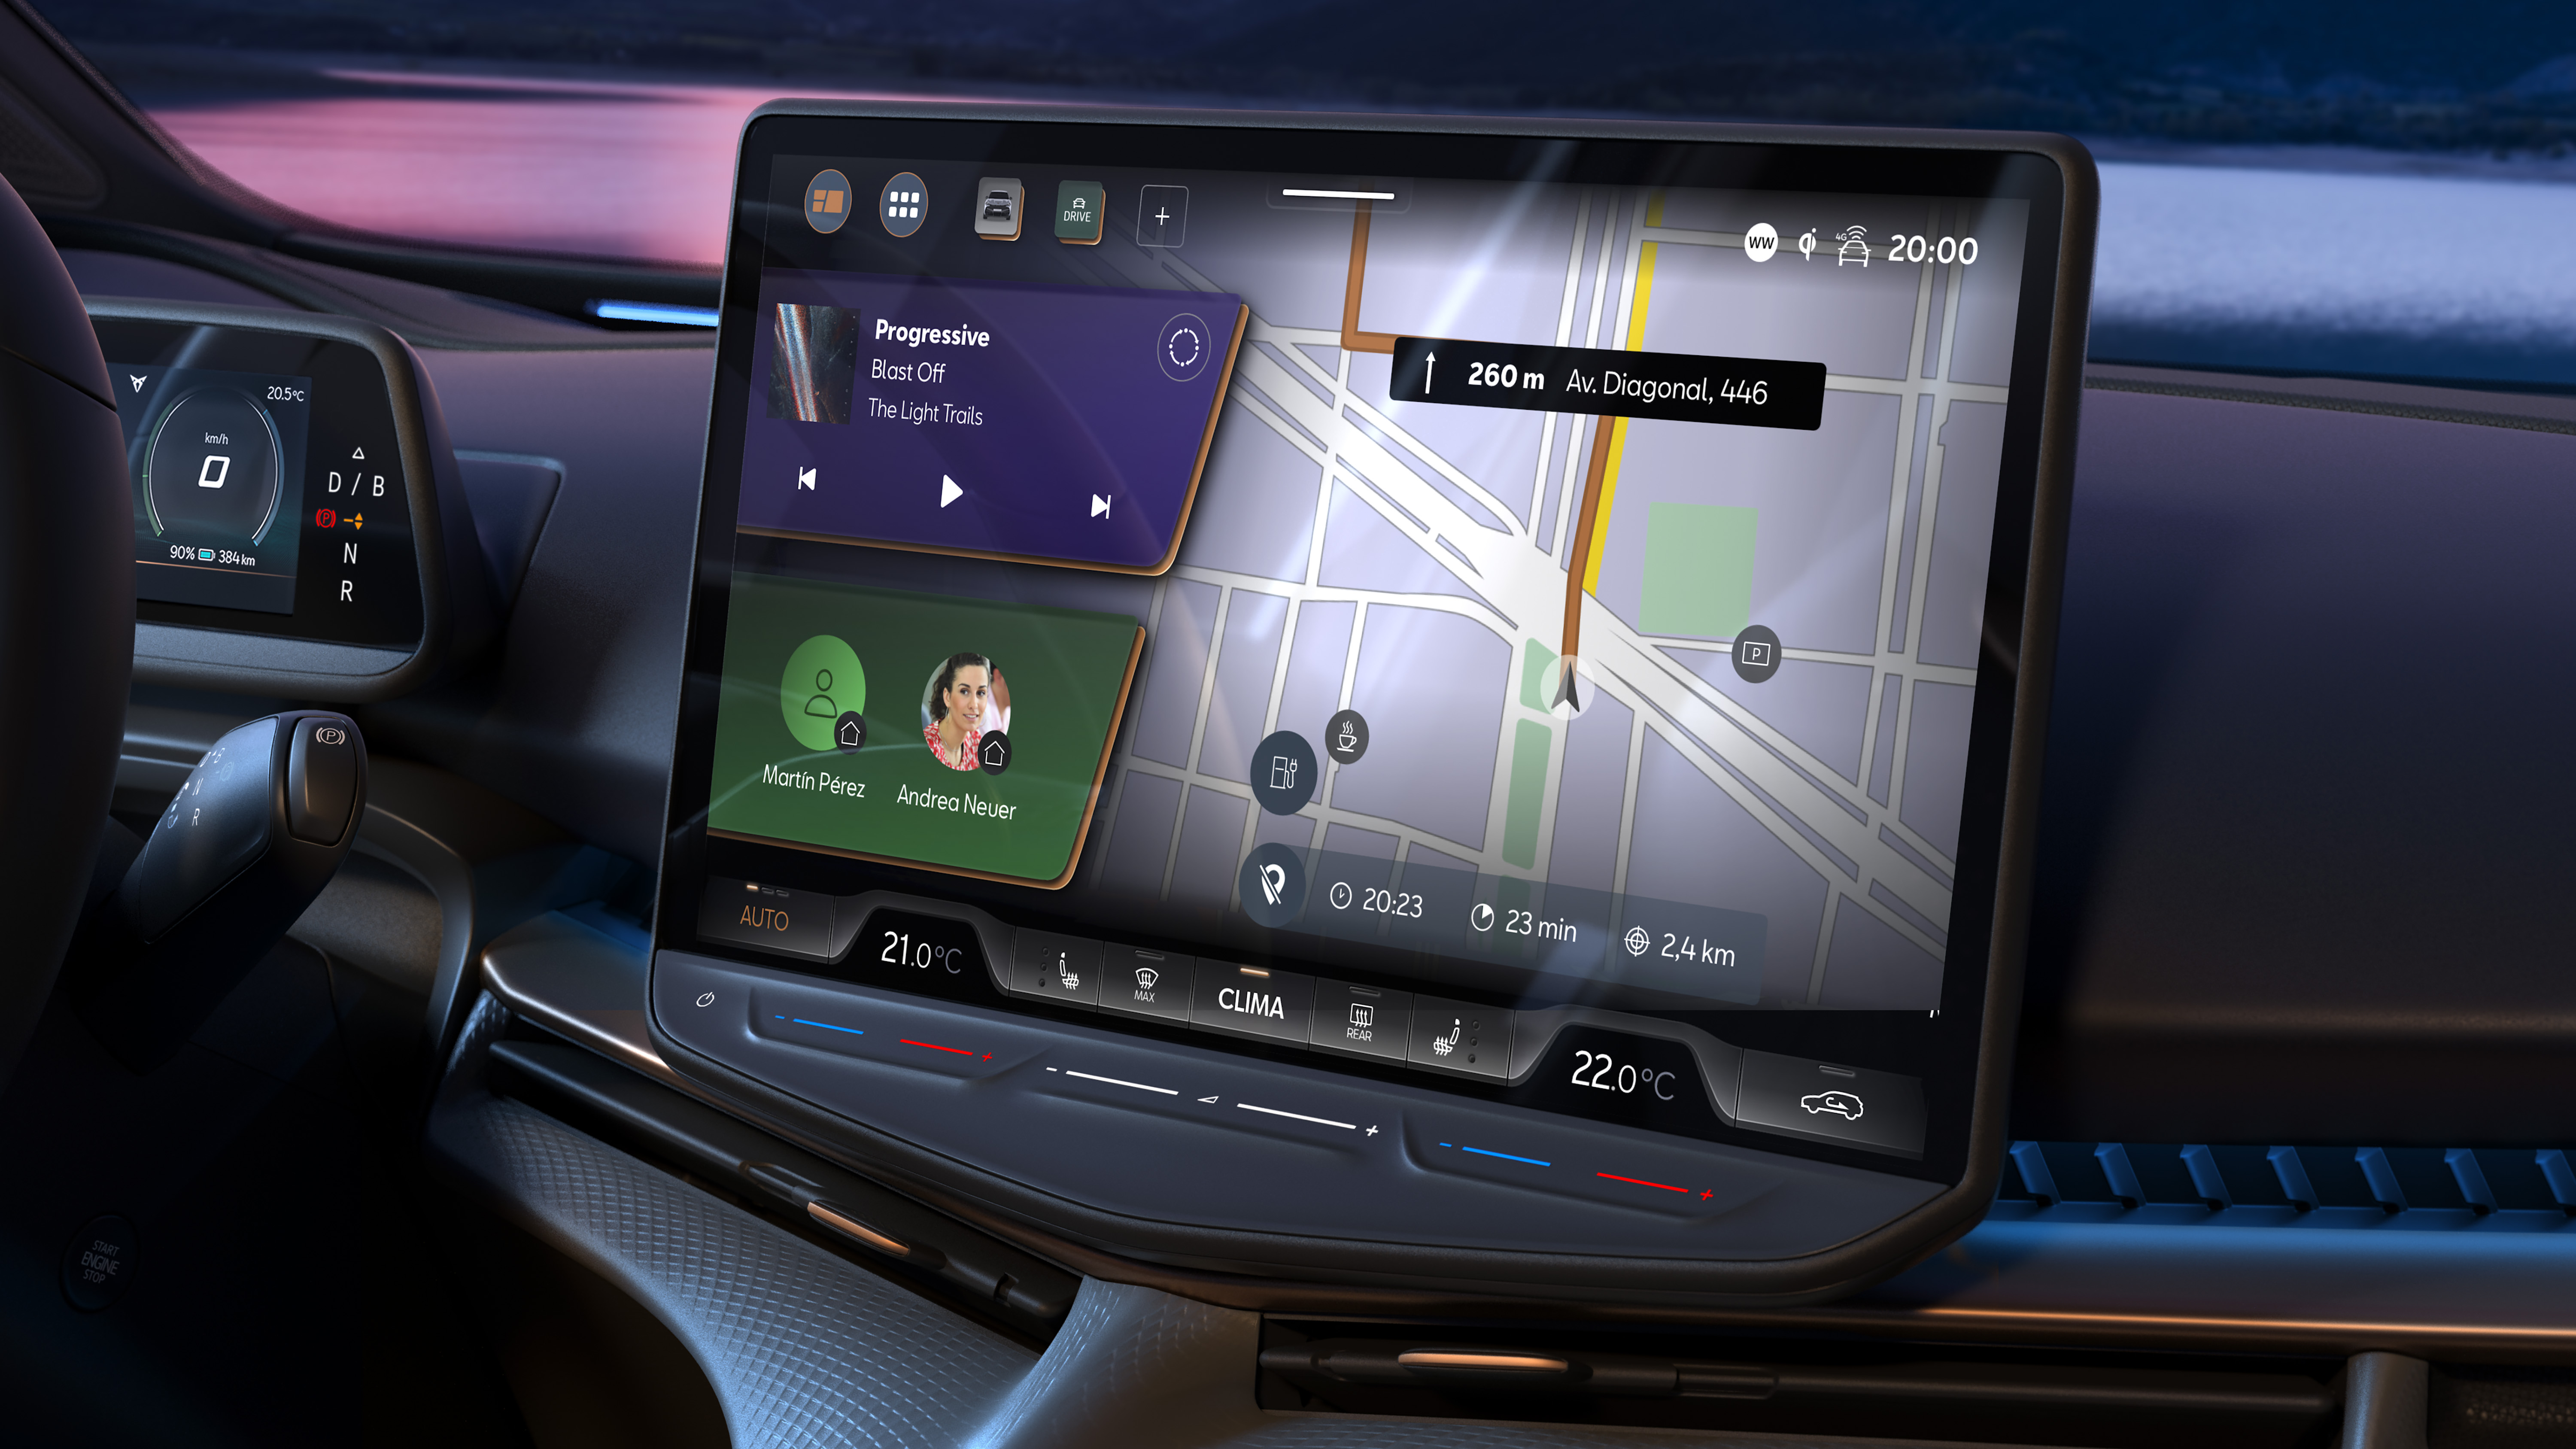 20.5°C
km/h
0
90% 384 km
D / B
P
N
R
P
B
N
R
START
ENGINE
STOP
DRIVE
+
WW
4G
20:00
Progressive
Blast Off
The Light Trails
260 m Av. Diagonal, 446
P
Martín Pérez
Andrea Neuer
20:23
23 min
2,4 km
AUTO
21.0°C
MAX
CLIMA
REAR
22.0°C
- +
- +
- +